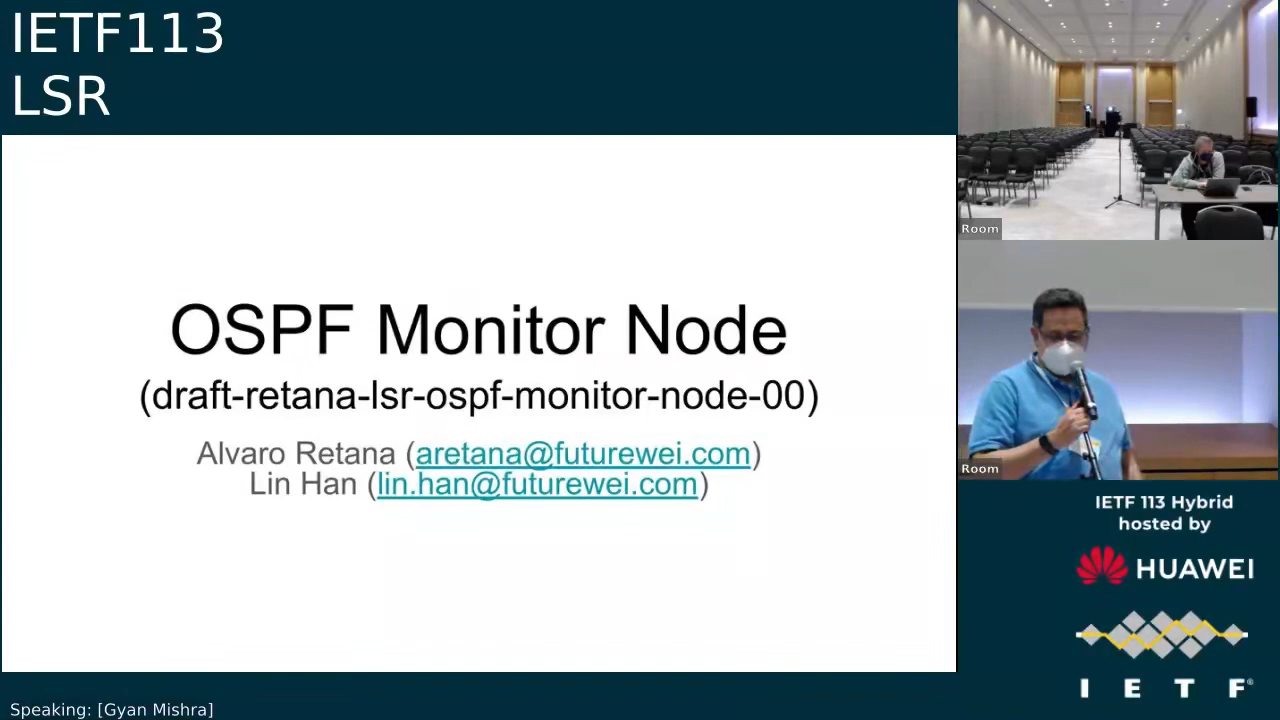 IETF113
LSR
OSPF Monitor Node
(draft-retana-lsr-ospf-monitor-node-00)
Alvaro Retana (aretana@futurewei.com)
Lin Han (lin.han@futurewei.com)
Room
Room
IETF 113 Hybrid
hosted by
HUAWEI
I E T F®
Speaking: [Gyan Mishra]